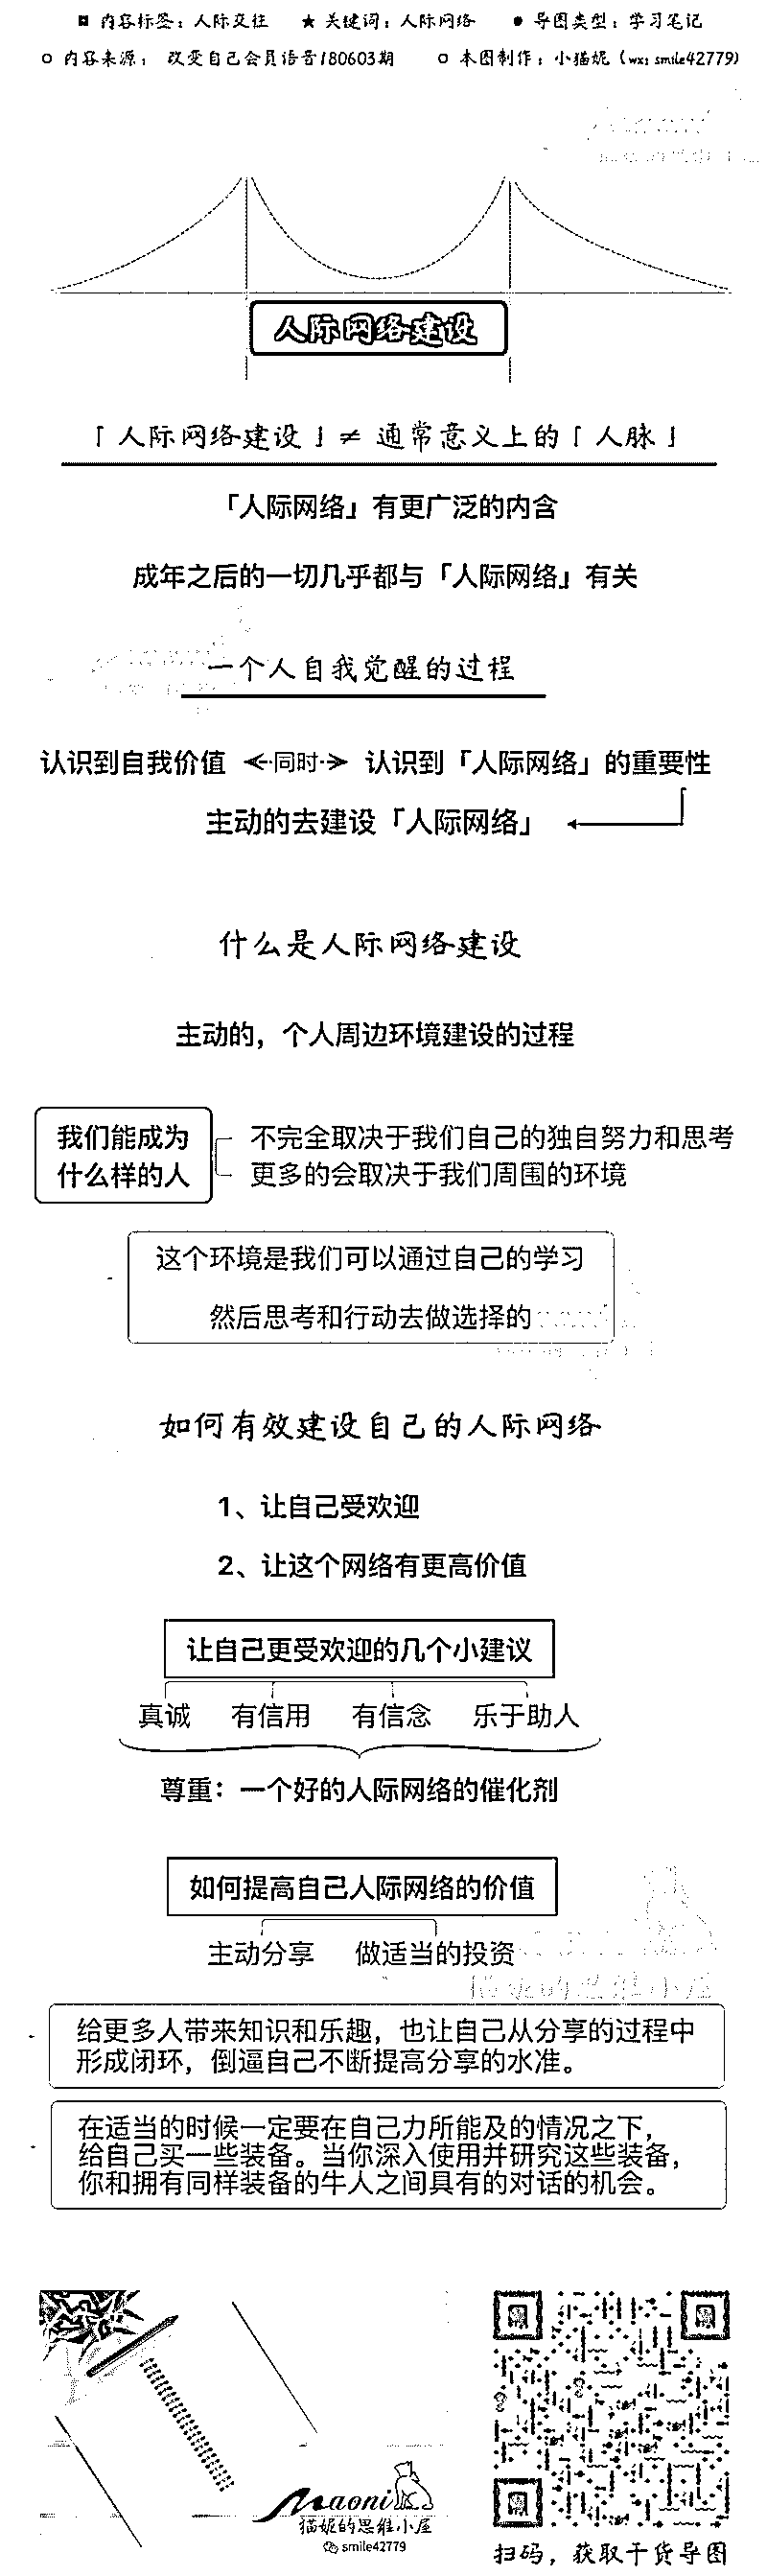 内容标签：人际交往 ★ 关键词：人际网络 ● 导图类型：学习笔记
内容来源： 改变自己会员语音180603期 本图制作：小猫妮（wx: smile42779）
人际网络建设
「人际网络建设」≠ 通常意义上的「人脉」
「人际网络」有更广泛的内含
成年之后的一切几乎都与「人际网络」有关
一个人自我觉醒的过程
认识到自我价值 <·同时·> 认识到「人际网络」的重要性
主动的去建设「人际网络」
什么是人际网络建设
主动的，个人周边环境建设的过程
我们能成为
什么样的人
不完全取决于我们自己的独自努力和思考
更多的会取决于我们周围的环境
这个环境是我们可以通过自己的学习
然后思考和行动去做选择的
如何有效建设自己的人际网络
1、让自己受欢迎
2、让这个网络有更高价值
让自己更受欢迎的几个小建议
真诚 有信用 有信念 乐于助人
尊重：一个好的人际网络的催化剂
如何提高自己人际网络的价值
主动分享 做适当的投资
猫妮的思维小屋
给更多人带来知识和乐趣，也让自己从分享的过程中
形成闭环，倒逼自己不断提高分享的水准。
在适当的时候一定要在自己力所能及的情况之下，
给自己买一些装备。当你深入使用并研究这些装备，
你和拥有同样装备的牛人之间具有的对话的机会。
Maoni
猫妮的思维小屋
smile42779
扫码，获取干货导图